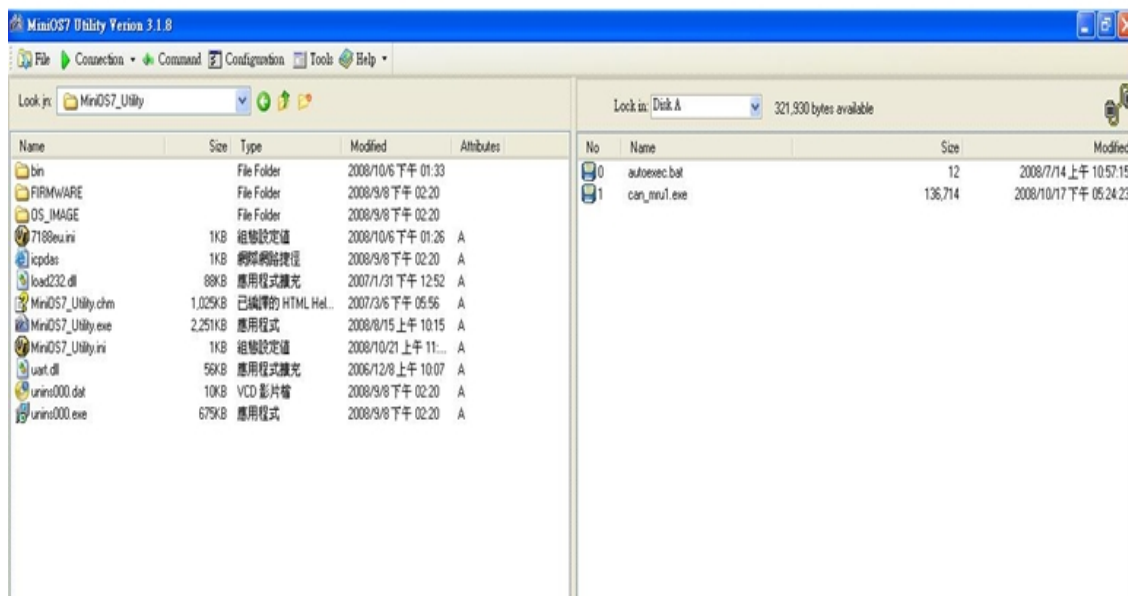 MiniOS7 Utility Verion 3.1.8
File Connection Command Configuration Tools Help
Look in: MiniOS7_Utility
Name Size Type Modified Attributes
bin File Folder 2008/10/6 下午 01:33
FIRMWARE File Folder 2008/9/8 下午 02:20
OS_IMAGE File Folder 2008/9/8 下午 02:20
7188eu.ini 1KB 組態設定值 2008/10/6 下午 01:26 A
icpdas 1KB 網際網路捷徑 2008/9/8 下午 02:20 A
load232.dll 88KB 應用程式擴充 2007/1/31 下午 12:52 A
MiniOS7_Utility.chm 1,025KB 已編譯的 HTML Hel... 2007/3/6 下午 05:56 A
MiniOS7_Utility.exe 2,251KB 應用程式 2008/8/15 上午 10:15 A
MiniOS7_Utility.ini 1KB 組態設定值 2008/10/21 上午 11:... A
uart.dll 56KB 應用程式擴充 2006/12/8 上午 10:07 A
unins000.dat 10KB VCD 影片檔 2008/9/8 下午 02:20 A
unins000.exe 675KB 應用程式 2008/9/8 下午 02:20 A
Lock in: Disk A 321,930 bytes available
No Name Size Modified
0 autoexec.bat 12 2008/7/14 上午 10:57:15
1 can_mru1.exe 136,714 2008/10/17 下午 05:24:23